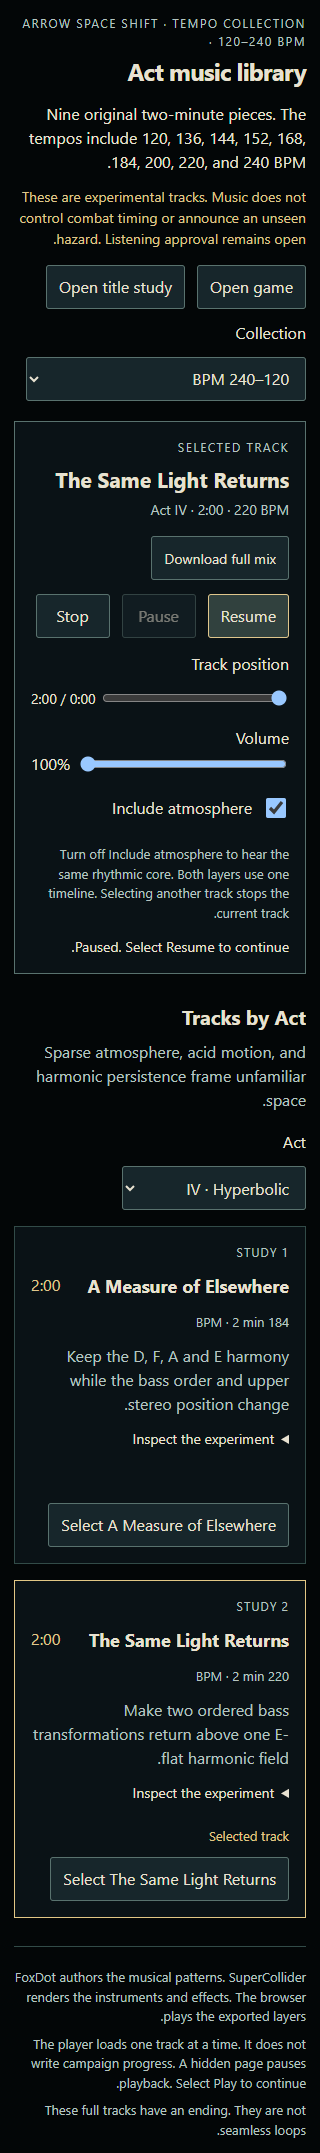 ARROW SPACE SHIFT · TEMPO COLLECTION
· 120–240 BPM
Act music library
Nine original two-minute pieces. The
tempos include 120, 136, 144, 152, 168,
.184, 200, 220, and 240 BPM
These are experimental tracks. Music does not
control combat timing or announce an unseen
.hazard. Listening approval remains open
Open title study
Open game
Collection
BPM 240–120
SELECTED TRACK
The Same Light Returns
Act IV · 2:00 · 220 BPM
Download full mix
Stop
Pause
Resume
Track position
2:00 / 0:00
Volume
100%
Include atmosphere
Turn off Include atmosphere to hear the
same rhythmic core. Both layers use one
timeline. Selecting another track stops the
.current track
.Paused. Select Resume to continue
Tracks by Act
Sparse atmosphere, acid motion, and
harmonic persistence frame unfamiliar
.space
Act
IV · Hyperbolic
STUDY 1
2:00
A Measure of Elsewhere
BPM · 2 min 184
Keep the D, F, A and E harmony
while the bass order and upper
.stereo position change
Inspect the experiment
Select A Measure of Elsewhere
STUDY 2
2:00
The Same Light Returns
BPM · 2 min 220
Make two ordered bass
transformations return above one E-
.flat harmonic field
Inspect the experiment
Selected track
Select The Same Light Returns
FoxDot authors the musical patterns. SuperCollider
renders the instruments and effects. The browser
.plays the exported layers
The player loads one track at a time. It does not
write campaign progress. A hidden page pauses
.playback. Select Play to continue
These full tracks have an ending. They are not
.seamless loops